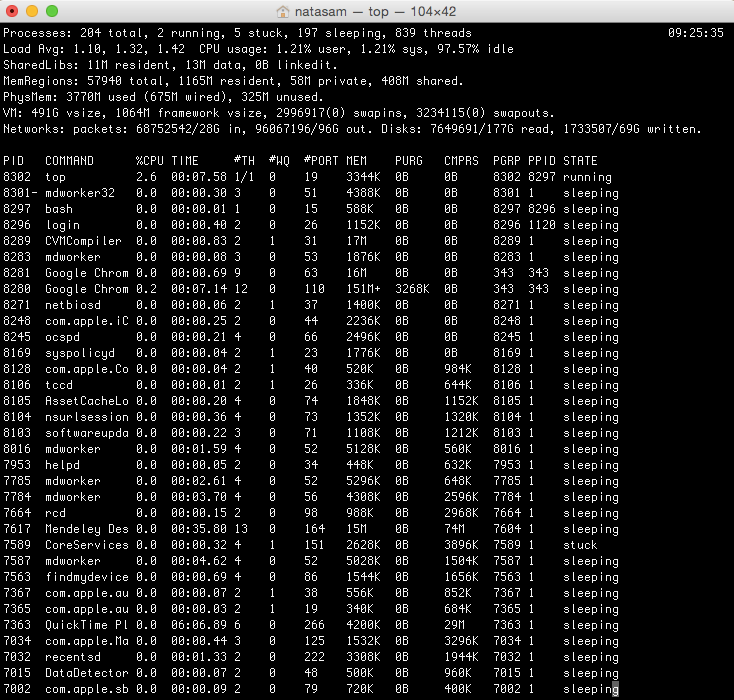 natasam — top — 104×42
Processes: 204 total, 2 running, 5 stuck, 197 sleeping, 839 threads 09:25:35
Load Avg: 1.10, 1.32, 1.42 CPU usage: 1.21% user, 1.21% sys, 97.57% idle
SharedLibs: 11M resident, 13M data, 0B linkedit.
MemRegions: 57940 total, 1165M resident, 58M private, 408M shared.
PhysMem: 3770M used (675M wired), 325M unused.
VM: 491G vsize, 1064M framework vsize, 2996917(0) swapins, 3234115(0) swapouts.
Networks: packets: 68752542/28G in, 96067196/96G out. Disks: 7649691/177G read, 1733507/69G written.
PID COMMAND %CPU TIME #TH #WQ #PORT MEM PURG CMPRS PGRP PPID STATE
8302 top 2.6 00:07.58 1/1 0 19 3344K 0B 0B 8302 8297 running
8301- mdworker32 0.0 00:00.30 3 0 51 4388K 0B 0B 8301 1 sleeping
8297 bash 0.0 00:00.01 1 0 15 588K 0B 0B 8297 8296 sleeping
8296 login 0.0 00:00.40 2 0 26 1152K 0B 0B 8296 1120 sleeping
8289 CVMCompiler 0.0 00:00.83 2 1 31 17M 0B 0B 8289 1 sleeping
8283 mdworker 0.0 00:00.08 3 0 53 1876K 0B 0B 8283 1 sleeping
8281 Google Chrom 0.0 00:00.69 9 0 63 16M 0B 0B 343 343 sleeping
8280 Google Chrom 0.2 00:07.14 12 0 110 151M+ 3268K 0B 343 343 sleeping
8271 netbiosd 0.0 00:00.06 2 1 37 1400K 0B 0B 8271 1 sleeping
8248 com.apple.iC 0.0 00:00.25 2 0 44 2236K 0B 0B 8248 1 sleeping
8245 ocspd 0.0 00:00.21 4 0 66 2496K 0B 0B 8245 1 sleeping
8169 syspolicyd 0.0 00:00.04 2 1 23 1776K 0B 0B 8169 1 sleeping
8128 com.apple.Co 0.0 00:00.04 2 1 40 520K 0B 984K 8128 1 sleeping
8106 tccd 0.0 00:00.01 2 1 26 336K 0B 644K 8106 1 sleeping
8105 AssetCacheLo 0.0 00:00.20 4 0 74 1848K 0B 1152K 8105 1 sleeping
8104 nsurlsession 0.0 00:00.36 4 0 73 1352K 0B 1320K 8104 1 sleeping
8103 softwareupda 0.0 00:00.22 3 0 71 1108K 0B 1212K 8103 1 sleeping
8016 mdworker 0.0 00:01.59 4 0 52 5128K 0B 560K 8016 1 sleeping
7953 helpd 0.0 00:00.05 2 0 34 448K 0B 632K 7953 1 sleeping
7785 mdworker 0.0 00:02.61 4 0 52 5296K 0B 648K 7785 1 sleeping
7784 mdworker 0.0 00:03.70 4 0 56 4308K 0B 2596K 7784 1 sleeping
7664 rcd 0.0 00:00.15 2 0 98 988K 0B 2968K 7664 1 sleeping
7617 Mendeley Des 0.0 00:35.80 13 0 164 15M 0B 74M 7604 1 sleeping
7589 CoreServices 0.0 00:00.32 4 1 151 2628K 0B 3896K 7589 1 stuck
7587 mdworker 0.0 00:04.62 4 0 52 5028K 0B 1504K 7587 1 sleeping
7563 findmydevice 0.0 00:00.69 4 0 86 1544K 0B 1656K 7563 1 sleeping
7367 com.apple.au 0.0 00:00.07 2 1 38 556K 0B 852K 7367 1 sleeping
7365 com.apple.au 0.0 00:00.03 2 1 19 340K 0B 684K 7365 1 sleeping
7363 QuickTime Pl 0.0 06:06.89 6 0 266 4200K 0B 29M 7363 1 sleeping
7034 com.apple.Ma 0.0 00:00.44 3 0 125 1532K 0B 3296K 7034 1 sleeping
7032 recentsd 0.0 00:01.33 2 0 222 3308K 0B 1944K 7032 1 sleeping
7015 DataDetector 0.0 00:00.07 2 0 48 500K 0B 960K 7015 1 sleeping
7002 com.apple.sb 0.0 00:00.09 2 0 79 720K 0B 400K 7002 1 sleeping